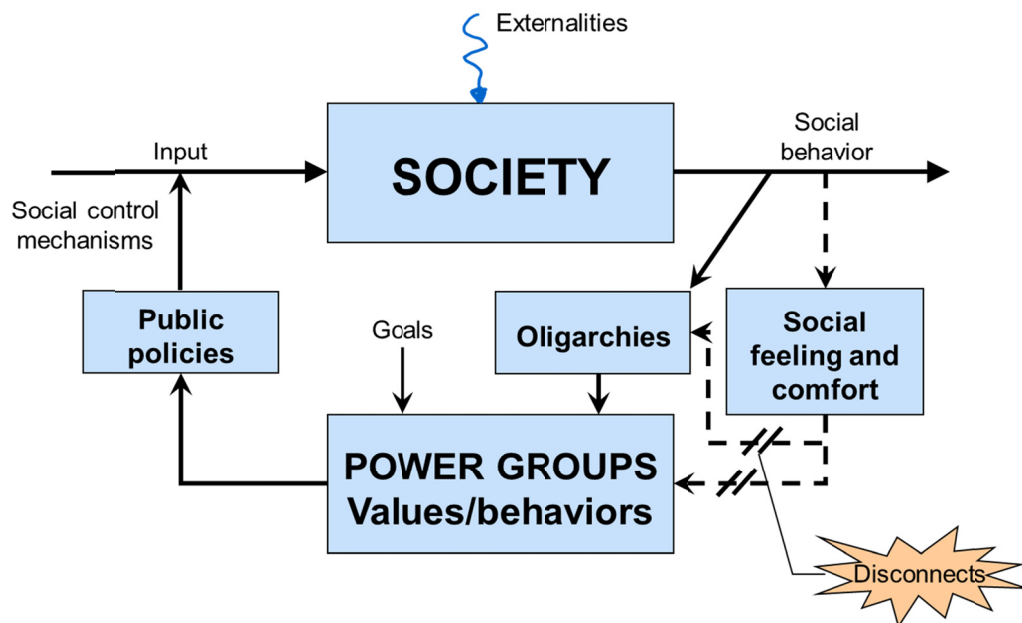 Externalities
Input
SOCIETY
Social
behavior
Social control
mechanisms
Public
policies
Goals
Oligarchies
Social
feeling and
comfort
POWER GROUPS
Values/behaviors
Disconnects